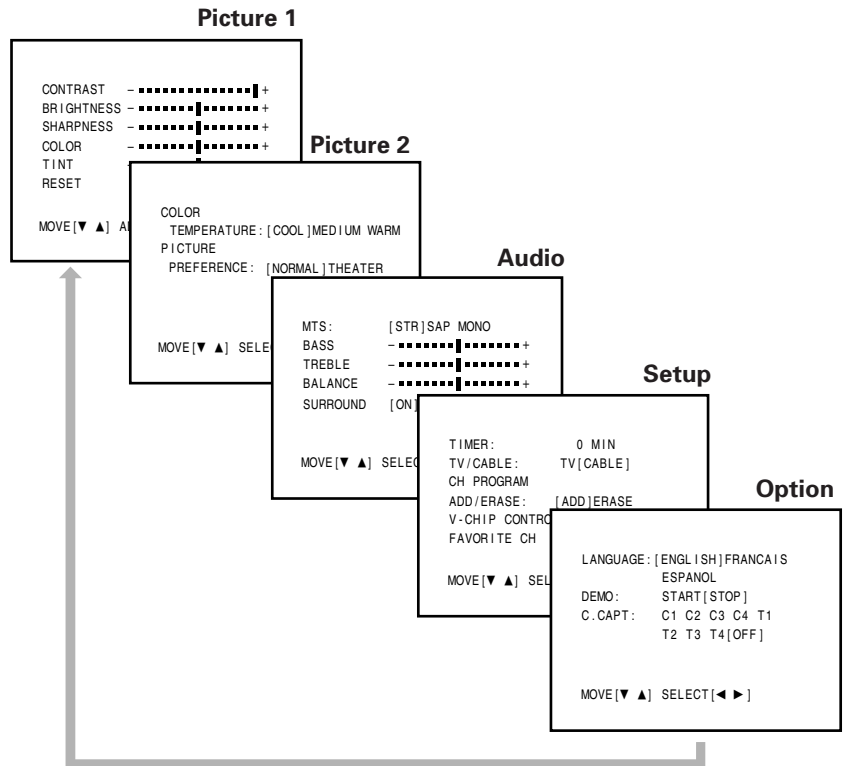 Picture 1
CONTRAST - +
BRIGHTNESS - +
SHARPNESS - +
COLOR - +
TINT -
RESET
MOVE[▼ ▲]
Picture 2
COLOR
TEMPERATURE: [COOL]MEDIUM WARM
PICTURE
PREFERENCE: [NORMAL]THEATER
MOVE[▼ ▲]
Audio
MTS: [STR]SAP MONO
BASS - +
TREBLE - +
BALANCE - +
SURROUND [ON]
MOVE[▼ ▲]
Setup
TIMER: 0 MIN
TV/CABLE: TV[CABLE]
CH PROGRAM
ADD/ERASE: [ADD]ERASE
V-CHIP
FAVORITE CH
MOVE[▼ ▲]
Option
LANGUAGE:[ENGLISH]FRANCAIS
ESPANOL
DEMO: START[STOP]
C.CAPT: C1 C2 C3 C4 T1
T2 T3 T4[OFF]
MOVE[▼ ▲] SELECT[◄ ►]